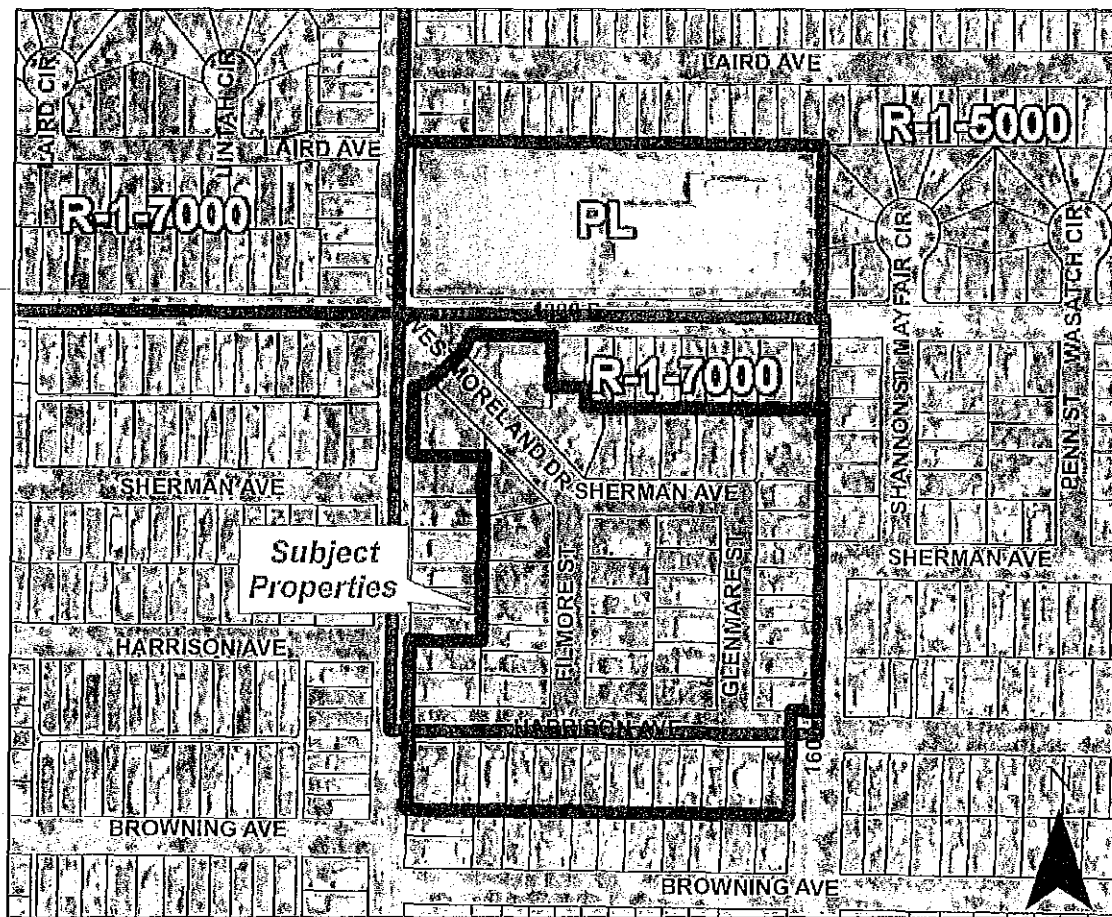 LAIRD AVE
LAIRD CIR
UINTAH CIR
LAIRD AVE
R-1-5000
R-1-7000
PL
SHANNON ST
MAYFAIR CIR
PENN ST
WASATCH CIR
R-1-7000
MORELAND DR
SHERMAN AVE
SHERMAN AVE
SHERMAN AVE
Subject
Properties
FILMORE ST
GLENMARE ST
HARRISON AVE
HARRISON AVE
BROWNING AVE
BROWNING AVE
N